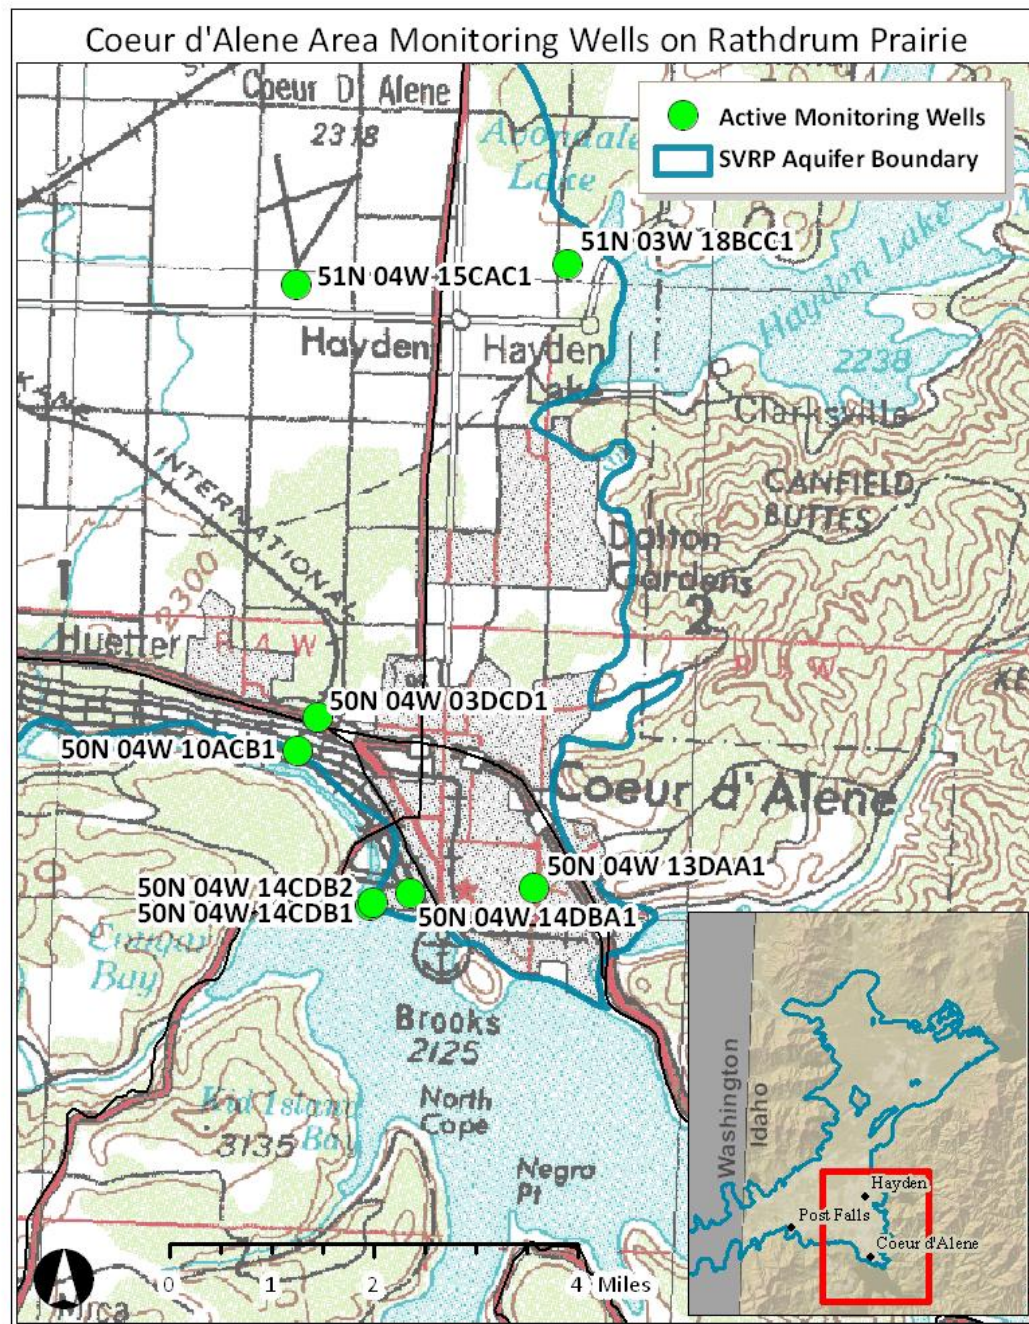 Coeur d'Alene Area Monitoring Wells on Rathdrum Prairie
Coeur D Alene
2318
Avondale
Lake
Active Monitoring Wells
SVRP Aquifer Boundary
51N 03W 18BCC1
51N 04W 15CAC1
Hayden Lake
Hayden
Hayden
Lake
2238
Clarksville
INTERNATIONAL
CANFIELD
BUTTES
Dalton
Gardens
2300
1
2
Huetter
R 4 W
R 3 W
50N 04W 03DCD1
50N 04W 10ACB1
Coeur d'Alene
50N 04W 13DAA1
50N 04W 14CDB2
50N 04W 14CDB1
50N 04W 14DBA1
Cougar
Bay
Brooks
2125
North
Cape
Kid Island
Bay
3135
Negro
Pt
Washington
Idaho
Hayden
Post Falls
Coeur d'Alene
0 1 2 4 Miles
Mica